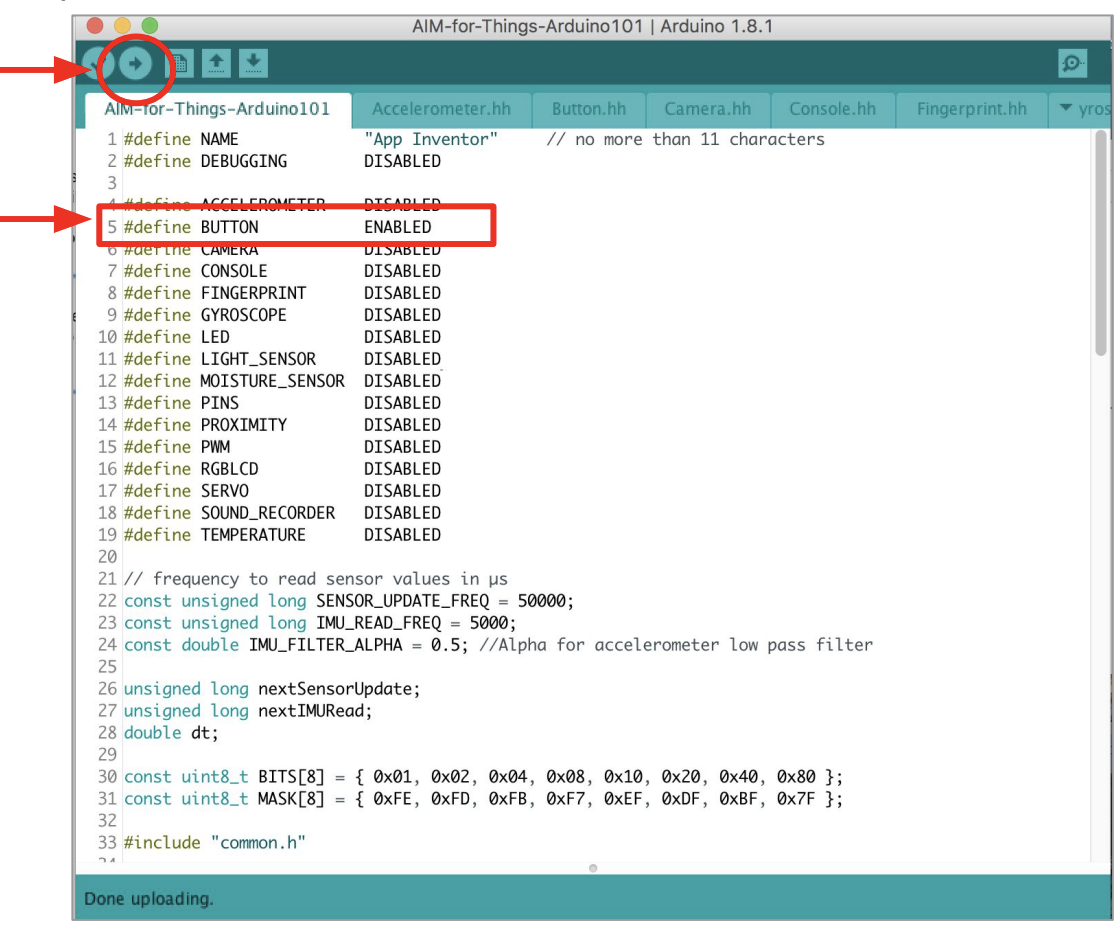 AIM-for-Things-Arduino101 | Arduino 1.8.1
AIM-for-Things-Arduino101 Accelerometer.hh Button.hh Camera.hh Console.hh Fingerprint.hh yros
1 #define NAME "App Inventor" // no more than 11 characters
2 #define DEBUGGING DISABLED
3
4 #define ACCELEROMETER DISABLED
5 #define BUTTON ENABLED
6 #define CAMERA DISABLED
7 #define CONSOLE DISABLED
8 #define FINGERPRINT DISABLED
9 #define GYROSCOPE DISABLED
10 #define LED DISABLED
11 #define LIGHT_SENSOR DISABLED
12 #define MOISTURE_SENSOR DISABLED
13 #define PINS DISABLED
14 #define PROXIMITY DISABLED
15 #define PWM DISABLED
16 #define RGBLCD DISABLED
17 #define SERVO DISABLED
18 #define SOUND_RECORDER DISABLED
19 #define TEMPERATURE DISABLED
20
21 // frequency to read sensor values in µs
22 const unsigned long SENSOR_UPDATE_FREQ = 50000;
23 const unsigned long IMU_READ_FREQ = 5000;
24 const double IMU_FILTER_ALPHA = 0.5; //Alpha for accelerometer low pass filter
25
26 unsigned long nextSensorUpdate;
27 unsigned long nextIMURead;
28 double dt;
29
30 const uint8_t BITS[8] = { 0x01, 0x02, 0x04, 0x08, 0x10, 0x20, 0x40, 0x80 };
31 const uint8_t MASK[8] = { 0xFE, 0xFD, 0xFB, 0xF7, 0xEF, 0xDF, 0xBF, 0x7F };
32
33 #include "common.h"
34
Done uploading.